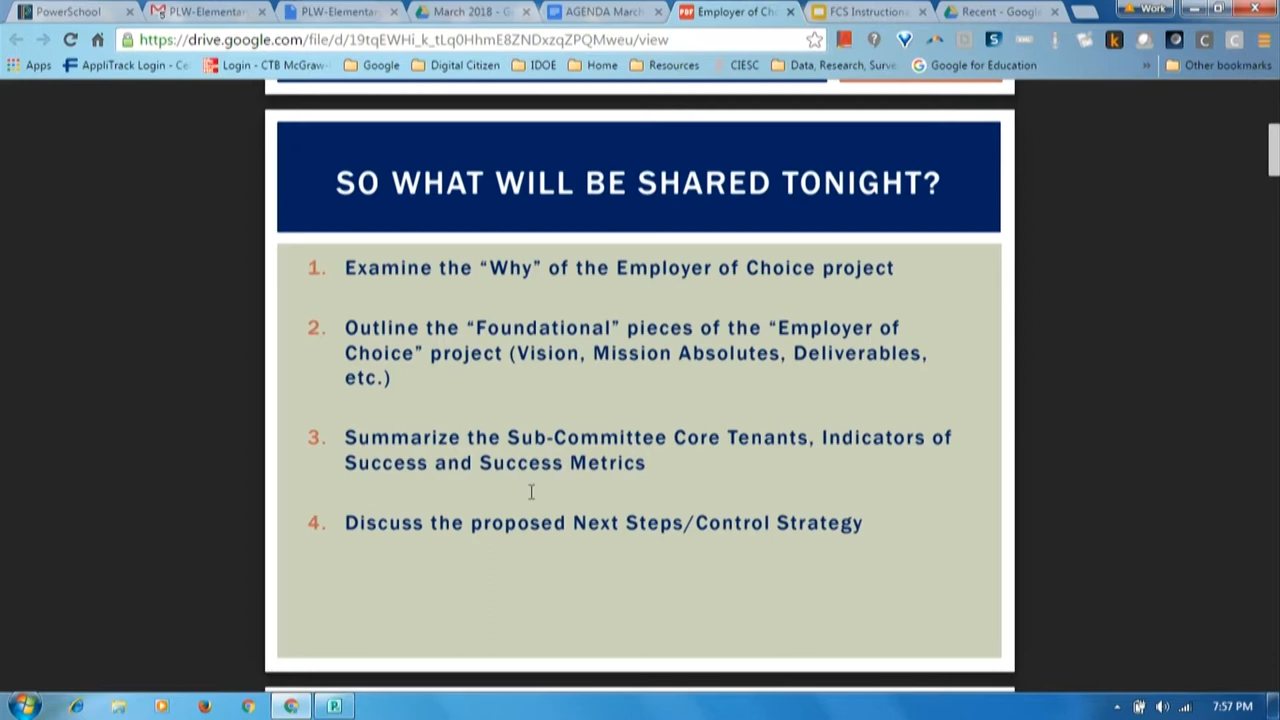 PowerSchool
PLW-Elementar
PLW-Elementar
March 2018 - G
AGENDA March
Employer of Ch
FCS Instruction
Recent - Google
Work
https://drive.google.com/file/d/19tqEWHi_k_tLq0HhmE8ZNDxzqZPQMweu/view
Apps
AppliTrack Login - Ce
Login - CTB McGraw-
Google
Digital Citizen
IDOE
Home
Resources
CIESC
Data, Research, Surve
Google for Education
»
Other bookmarks
SO WHAT WILL BE SHARED TONIGHT?
1. Examine the “Why” of the Employer of Choice project
2. Outline the “Foundational” pieces of the “Employer of
Choice” project (Vision, Mission Absolutes, Deliverables,
etc.)
3. Summarize the Sub-Committee Core Tenants, Indicators of
Success and Success Metrics
4. Discuss the proposed Next Steps/Control Strategy
7:57 PM